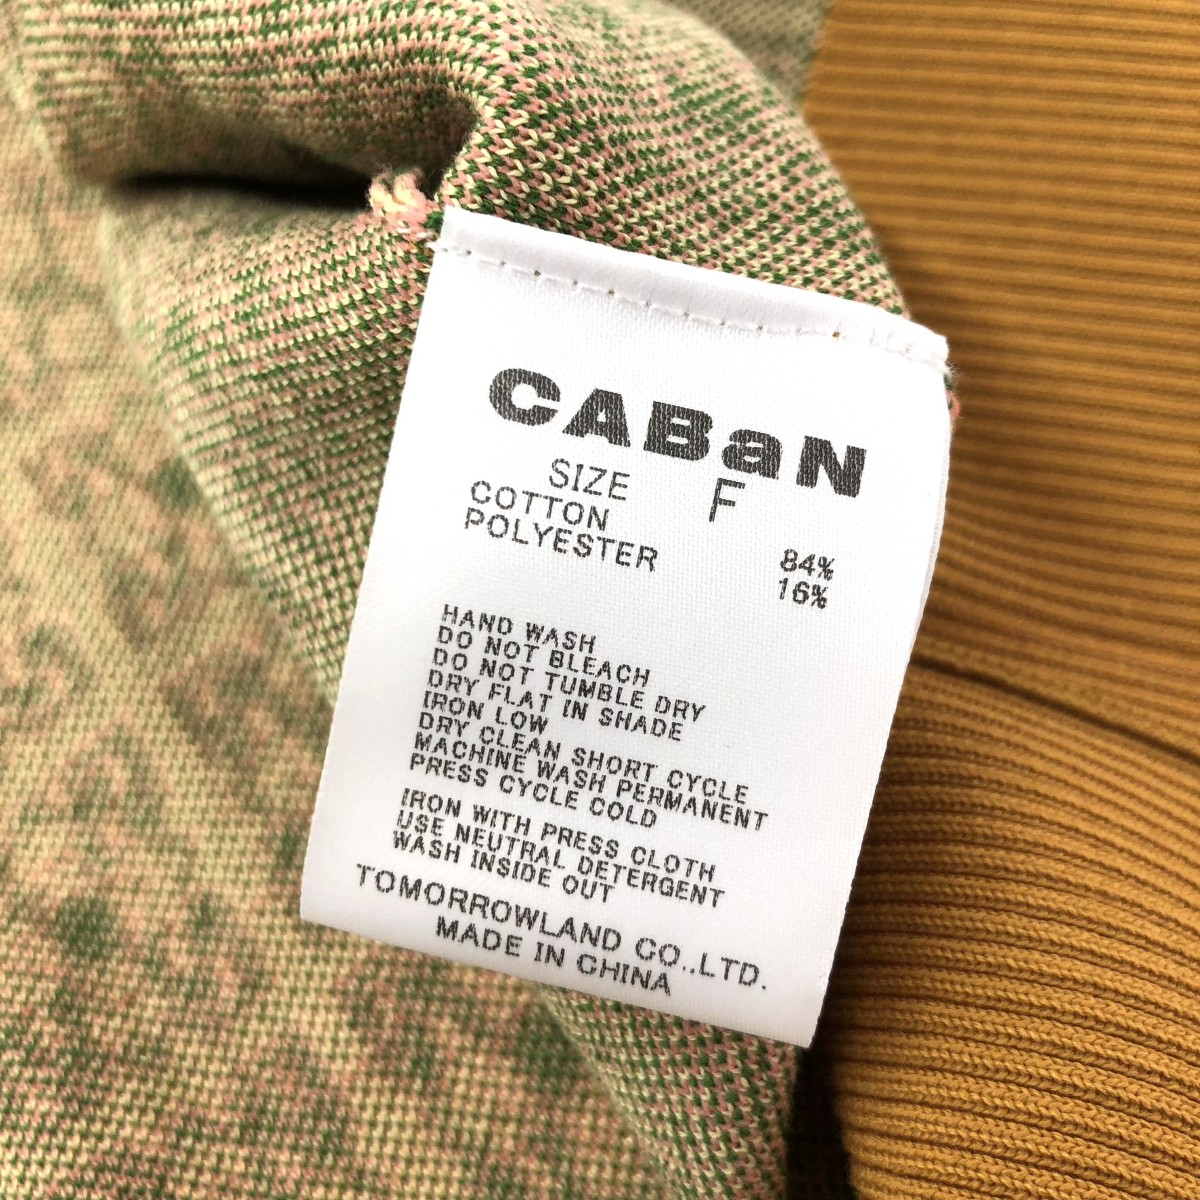 CABaN
SIZE F
COTTON 84%
POLYESTER 16%
HAND WASH
DO NOT BLEACH
DO NOT TUMBLE DRY
DRY FLAT IN SHADE
IRON LOW
DRY CLEAN SHORT CYCLE
MACHINE WASH PERMANENT
PRESS CYCLE COLD
IRON WITH PRESS CLOTH
USE NEUTRAL DETERGENT
WASH INSIDE OUT
TOMORROWLAND CO.,LTD.
MADE IN CHINA